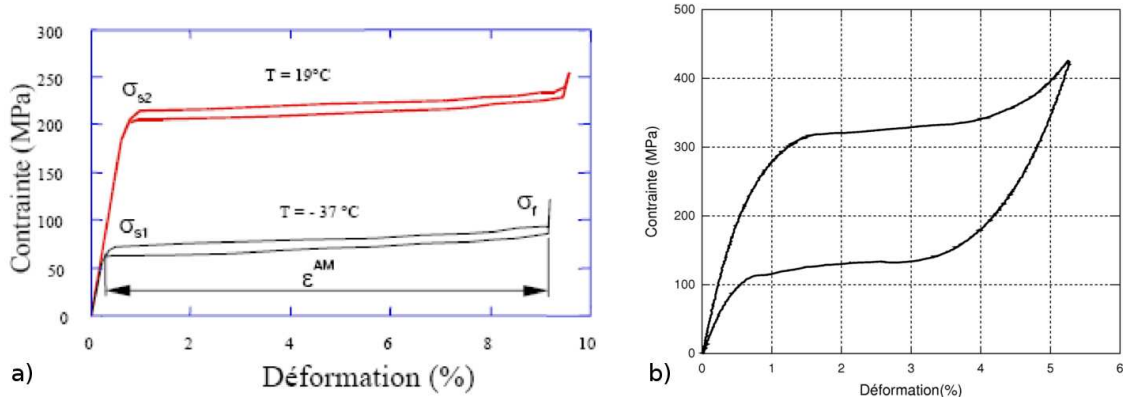 300
250
200
150
100
50
0
Contrainte (MPa)
T = 19°C
σs2
T = - 37 °C
σs1
σf
εAM
0 2 4 6 8 10
Déformation (%)
a)
500
400
300
200
100
0
Contrainte (MPa)
0 1 2 3 4 5 6
Déformation(%)
b)